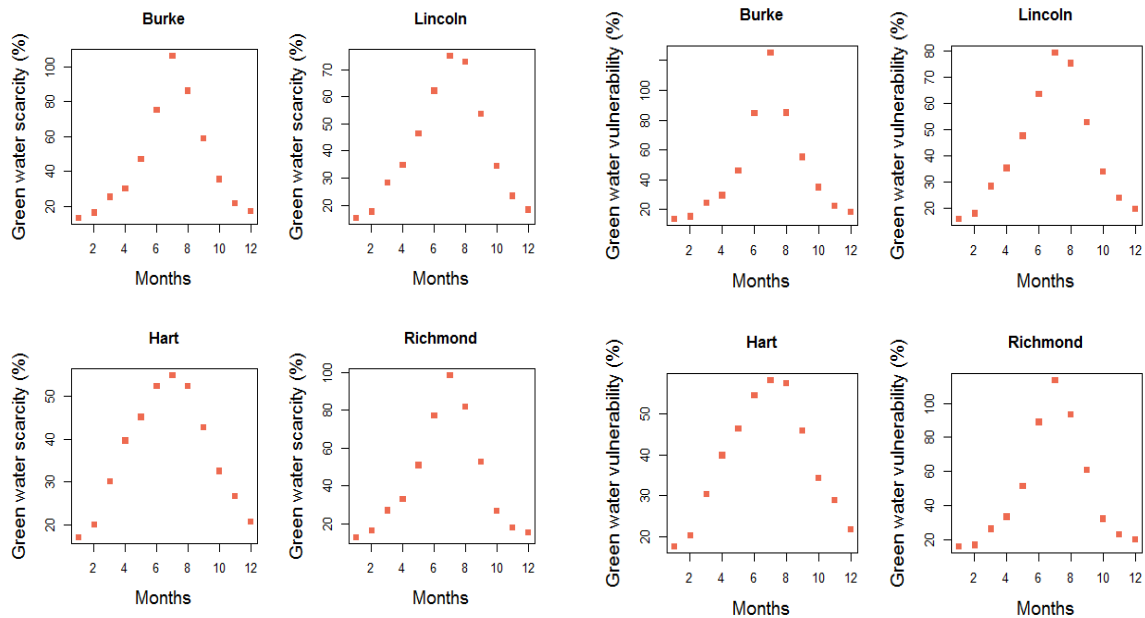 Burke
Green water scarcity (%)
20 40 60 80 100
2 4 6 8 10 12
Months
Lincoln
Green water scarcity (%)
20 30 40 50 60 70
2 4 6 8 10 12
Months
Burke
Green water vulnerability (%)
20 40 60 80 100
2 4 6 8 10 12
Months
Lincoln
Green water vulnerability (%)
20 30 40 50 60 70 80
2 4 6 8 10 12
Months
Hart
Green water scarcity (%)
20 30 40 50
2 4 6 8 10 12
Months
Richmond
Green water scarcity (%)
20 40 60 80 100
2 4 6 8 10 12
Months
Hart
Green water vulnerability (%)
20 30 40 50
2 4 6 8 10 12
Months
Richmond
Green water vulnerability (%)
20 40 60 80 100
2 4 6 8 10 12
Months